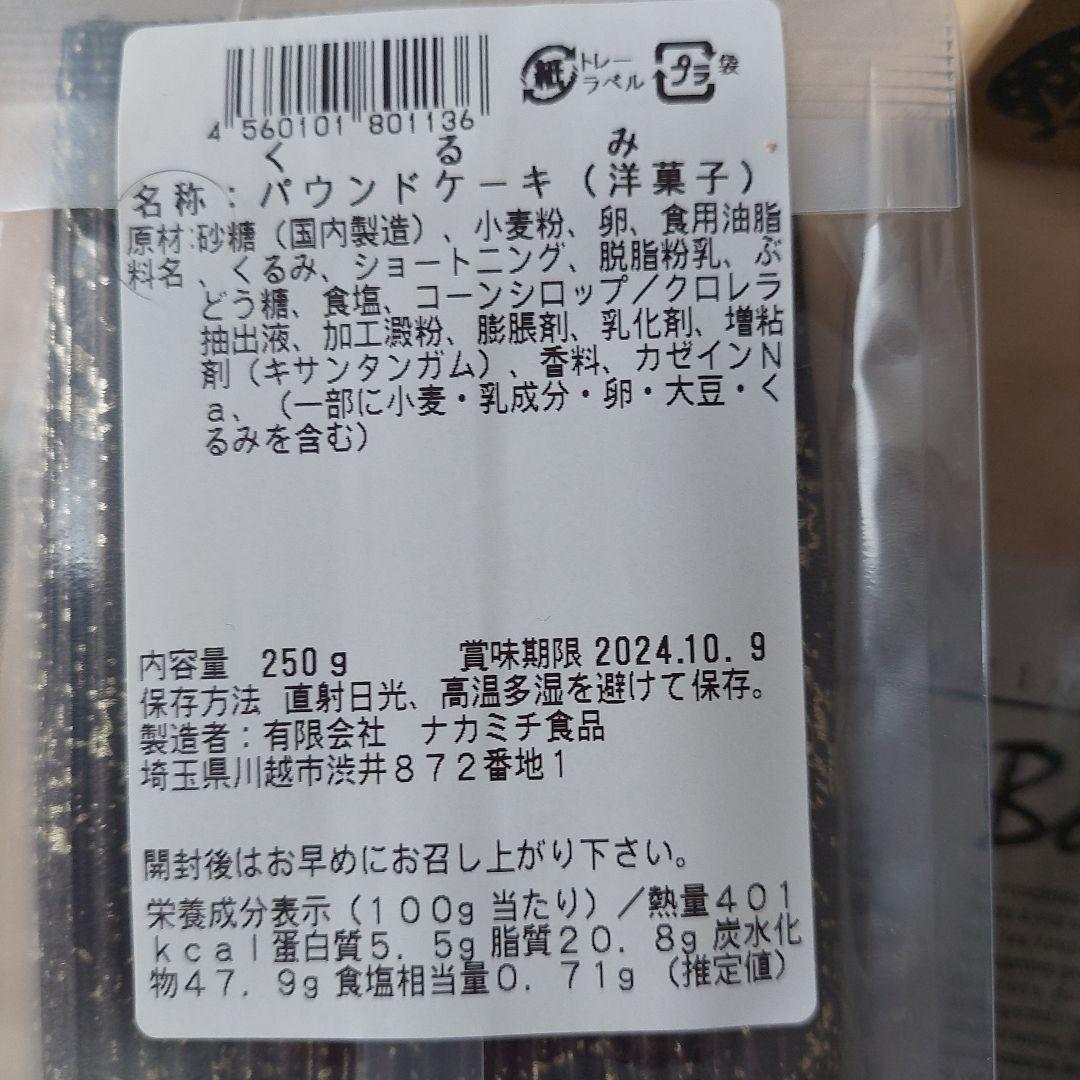 紙 トレー
ラベル
プラ 袋
4 560101 801136
くるみ
名称：パウンドケーキ（洋菓子）
原材料名
砂糖（国内製造）、小麦粉、卵、食用油脂
、くるみ、ショートニング、脱脂粉乳、ぶ
どう糖、食塩、コーンシロップ／クロレラ
抽出液、加工澱粉、膨脹剤、乳化剤、増粘
剤（キサンタンガム）、香料、カゼインN
a、（一部に小麦・乳成分・卵・大豆・く
るみを含む）
内容量 250g 賞味期限 2024.10. 9
保存方法 直射日光、高温多湿を避けて保存。
製造者：有限会社 ナカミチ食品
埼玉県川越市渋井８７２番地１
開封後はお早めにお召し上がり下さい。
栄養成分表示（１００g 当たり）／熱量４０１
kcal蛋白質５．５g 脂質２０．８g 炭水化
物４７．９g 食塩相当量０．７１g（推定値）